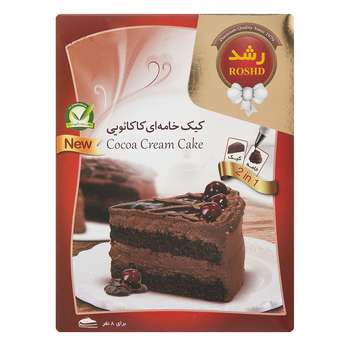 Premium Quality Since 1979
رشد
ROSHD
کیک خامه‌ای کاکائویی
New
Cocoa Cream Cake
کیک
خامه
2 in 1
برای ۸ نفر